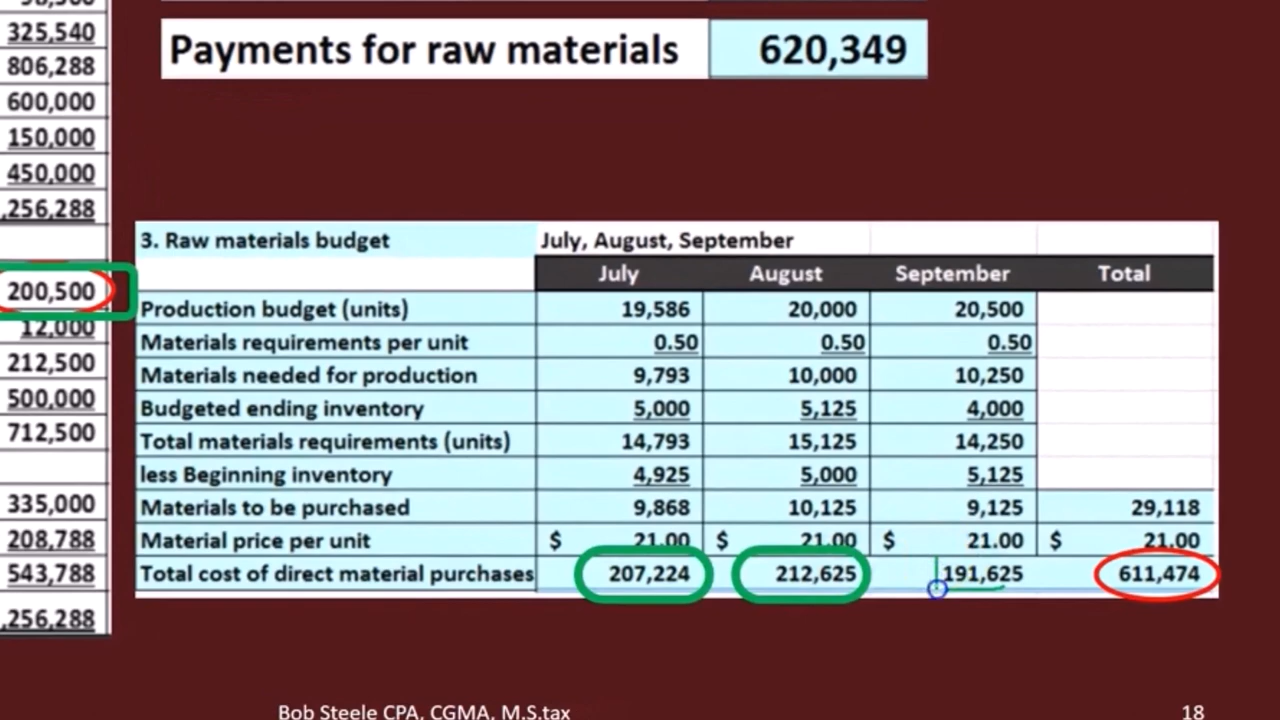 325,540
806,288
600,000
150,000
450,000
,256,288
200,500
12,000
212,500
500,000
712,500
335,000
208,788
543,788
,256,288
Payments for raw materials 620,349
3. Raw materials budget July, August, September
July August September Total
Production budget (units) 19,586 20,000 20,500
Materials requirements per unit 0.50 0.50 0.50
Materials needed for production 9,793 10,000 10,250
Budgeted ending inventory 5,000 5,125 4,000
Total materials requirements (units) 14,793 15,125 14,250
less Beginning inventory 4,925 5,000 5,125
Materials to be purchased 9,868 10,125 9,125 29,118
Material price per unit $ 21.00 $ 21.00 $ 21.00 $ 21.00
Total cost of direct material purchases 207,224 212,625 191,625 611,474
Bob Steele CPA, CGMA, M.S.tax 18